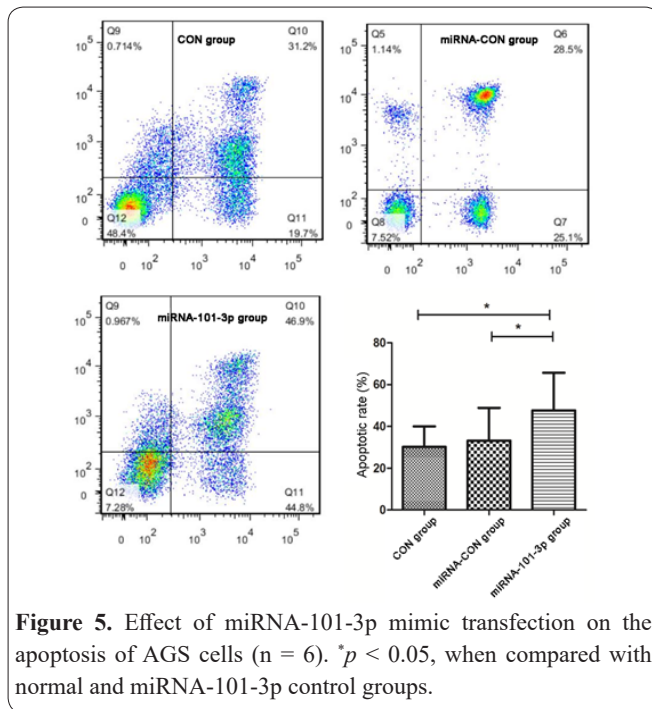 Q9
0.714%
CON group
Q10
31.2%
10^5
10^4
10^3
10^2
0
Q12
48.4%
Q11
19.7%
0 10^2 10^3 10^4 10^5
Q5
1.14%
miRNA-CON group
Q6
28.5%
10^5
10^4
10^3
10^2
0
Q8
7.52%
Q7
25.1%
0 10^2 10^3 10^4 10^5
Q9
0.967%
miRNA-101-3p group
Q10
46.9%
10^5
10^4
10^3
10^2
0
Q12
7.28%
Q11
44.8%
0 10^2 10^3 10^4 10^5
*
*
Apoptotic rate (%)
80
60
40
20
0
CON group
miRNA-CON group
miRNA-101-3p group
Figure 5. Effect of miRNA-101-3p mimic transfection on the
apoptosis of AGS cells (n = 6). *p < 0.05, when compared with
normal and miRNA-101-3p control groups.